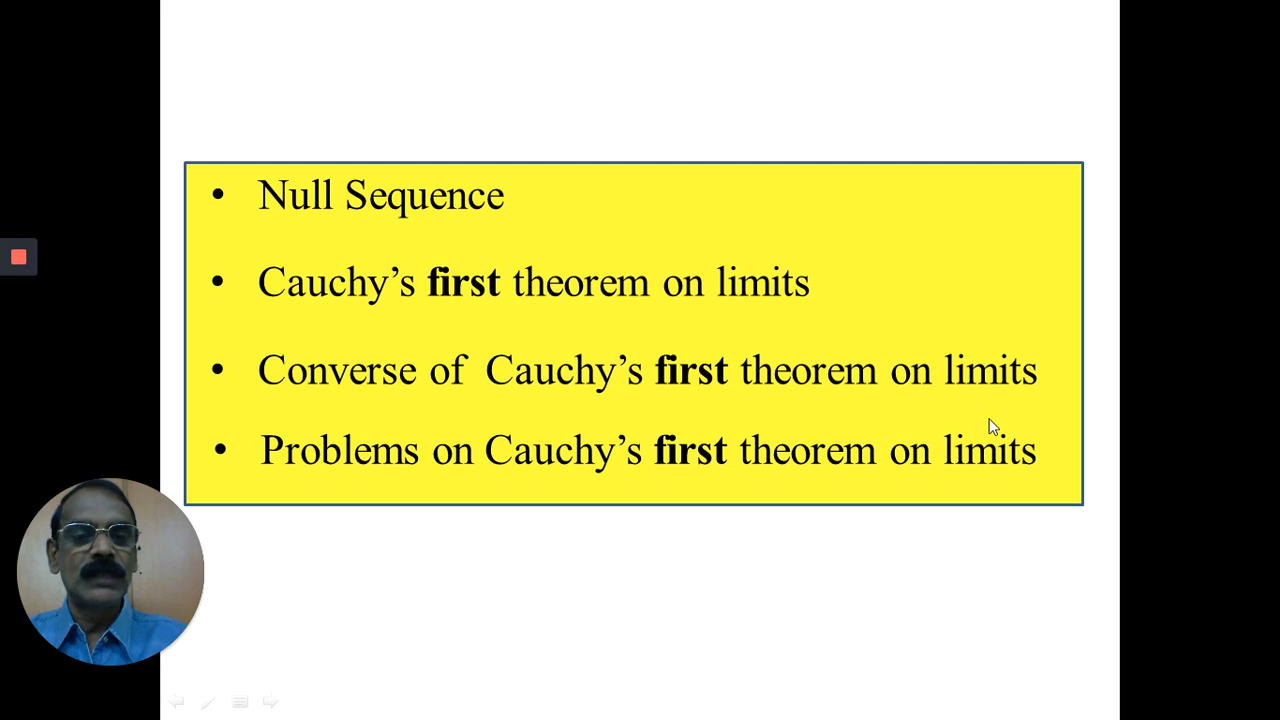 • Null Sequence
• Cauchy’s first theorem on limits
• Converse of Cauchy’s first theorem on limits
• Problems on Cauchy’s first theorem on limits